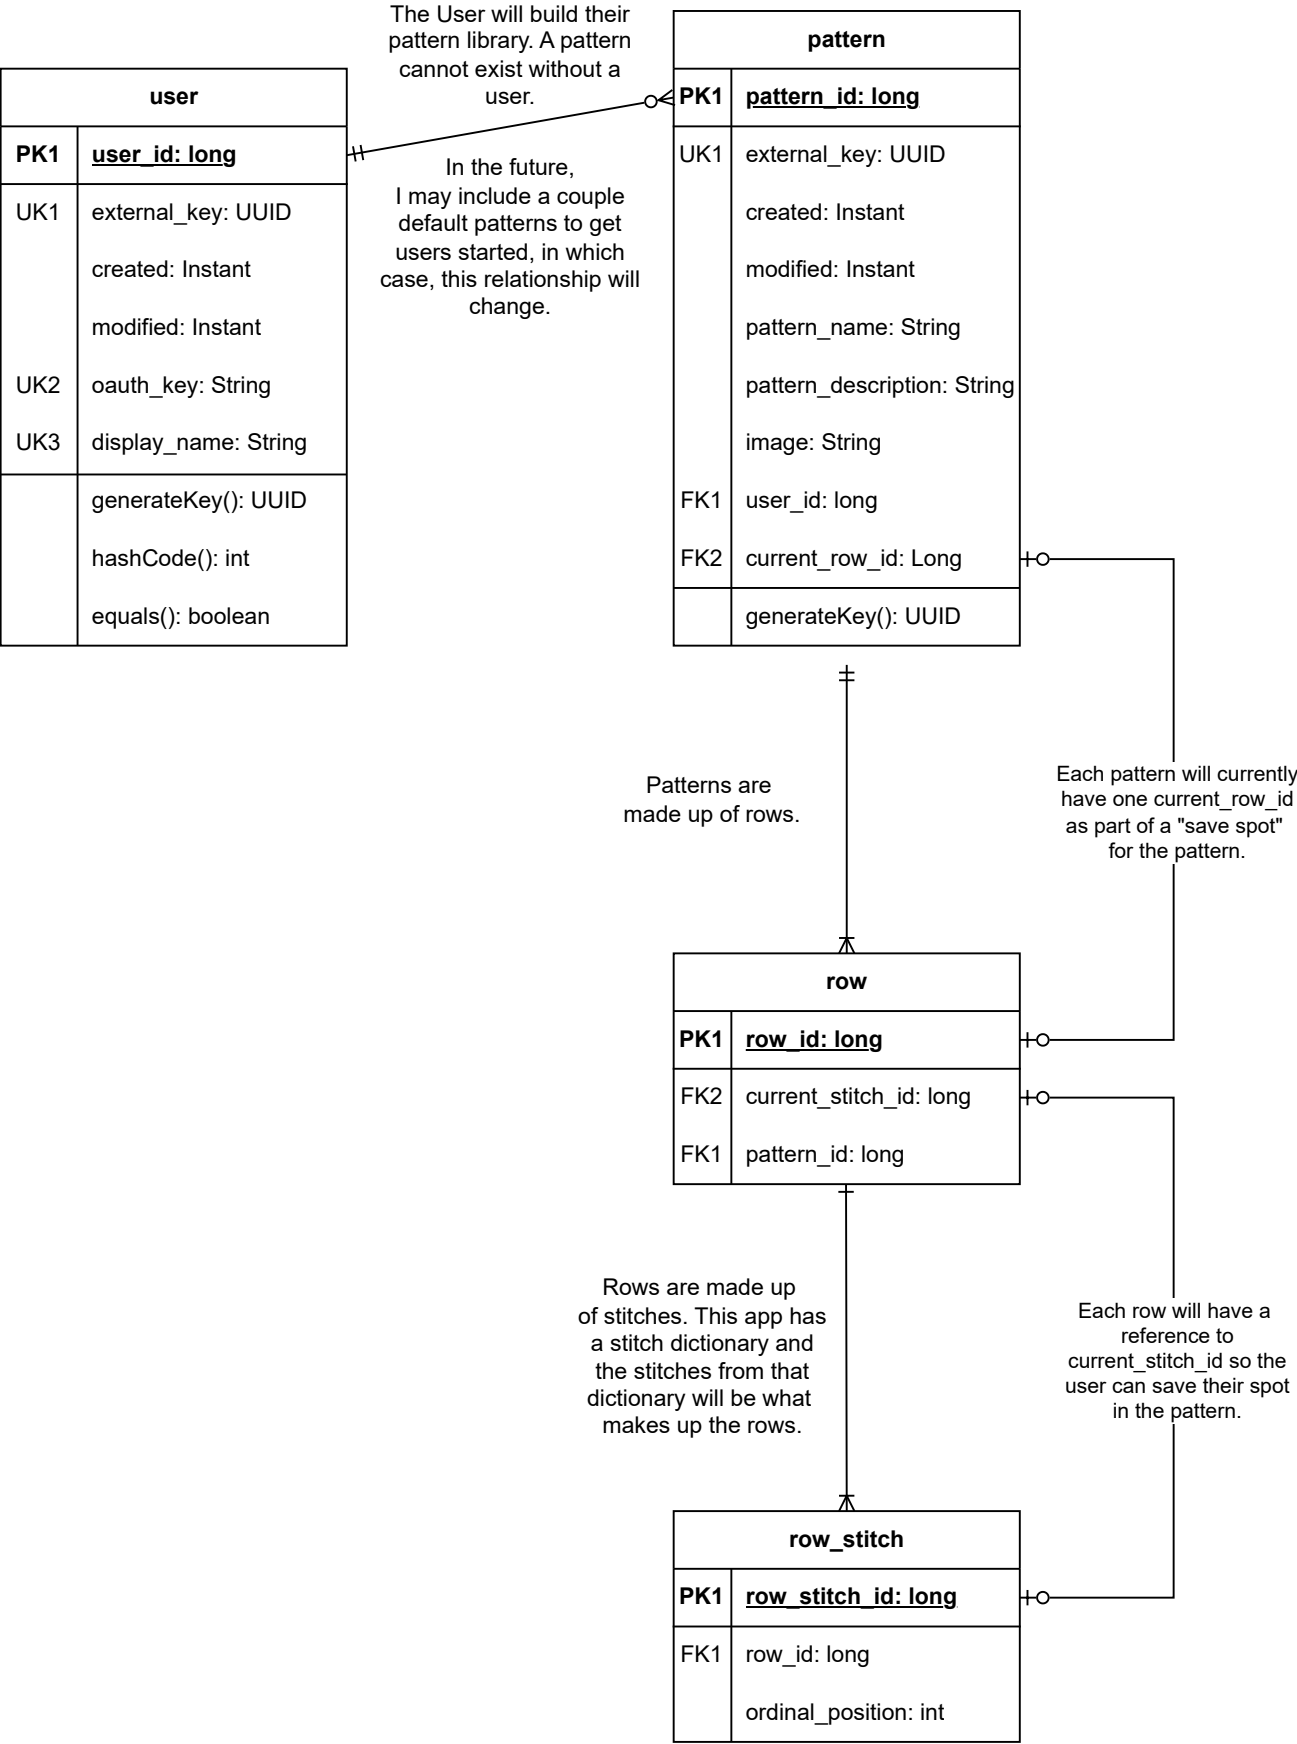 The User will build their
pattern library. A pattern
cannot exist without a
user.
user
PK1 user_id: long
UK1 external_key: UUID
created: Instant
modified: Instant
UK2 oauth_key: String
UK3 display_name: String
generateKey(): UUID
hashCode(): int
equals(): boolean
In the future,
I may include a couple
default patterns to get
users started, in which
case, this relationship will
change.
pattern
PK1 pattern_id: long
UK1 external_key: UUID
created: Instant
modified: Instant
pattern_name: String
pattern_description: String
image: String
FK1 user_id: long
FK2 current_row_id: Long
generateKey(): UUID
Patterns are
made up of rows.
Each pattern will currently
have one current_row_id
as part of a "save spot"
for the pattern.
row
PK1 row_id: long
FK2 current_stitch_id: long
FK1 pattern_id: long
Rows are made up
of stitches. This app has
a stitch dictionary and
the stitches from that
dictionary will be what
makes up the rows.
Each row will have a
reference to
current_stitch_id so the
user can save their spot
in the pattern.
row_stitch
PK1 row_stitch_id: long
FK1 row_id: long
ordinal_position: int